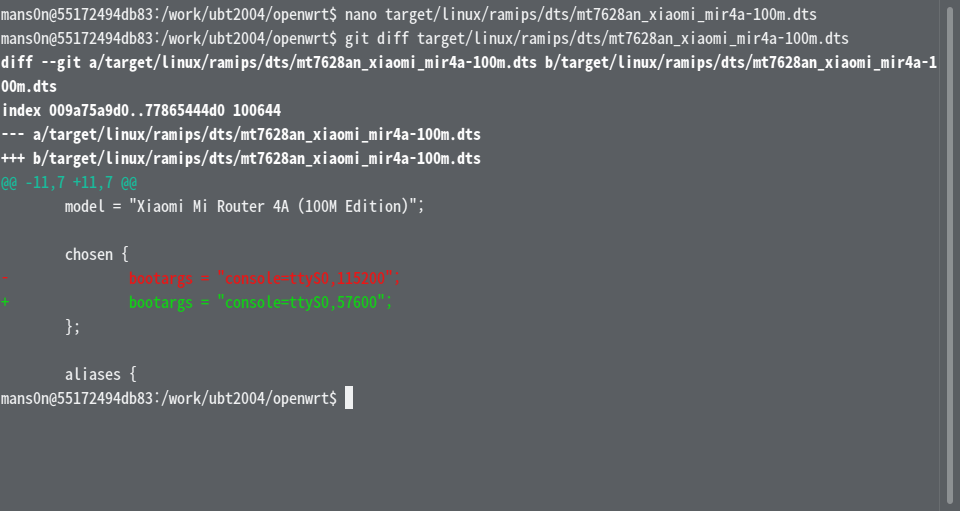 mans0n@55172494db83:/work/ubt2004/openwrt$ nano target/linux/ramips/dts/mt7628an_xiaomi_mir4a-100m.dts
mans0n@55172494db83:/work/ubt2004/openwrt$ git diff target/linux/ramips/dts/mt7628an_xiaomi_mir4a-100m.dts
diff --git a/target/linux/ramips/dts/mt7628an_xiaomi_mir4a-100m.dts b/target/linux/ramips/dts/mt7628an_xiaomi_mir4a-1
00m.dts
index 009a75a9d0..77865444d0 100644
--- a/target/linux/ramips/dts/mt7628an_xiaomi_mir4a-100m.dts
+++ b/target/linux/ramips/dts/mt7628an_xiaomi_mir4a-100m.dts
@@ -11,7 +11,7 @@
        model = "Xiaomi Mi Router 4A (100M Edition)";
        chosen {
-               bootargs = "console=ttyS0,115200";
+               bootargs = "console=ttyS0,57600";
        };
        aliases {
mans0n@55172494db83:/work/ubt2004/openwrt$